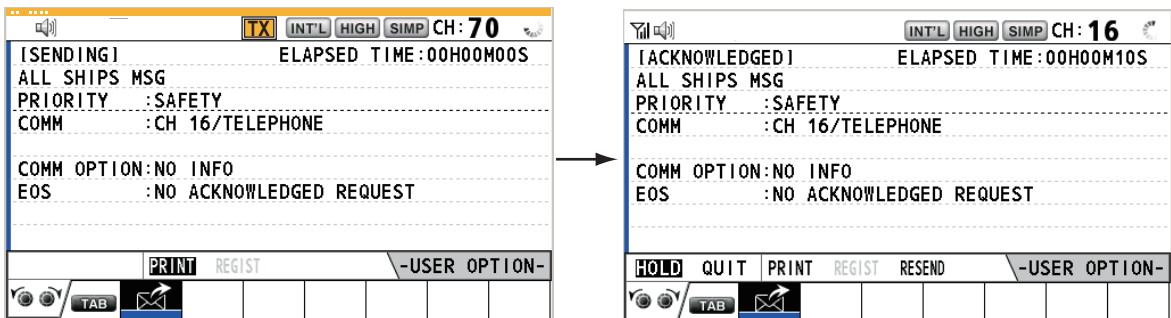 TX INT'L HIGH SIMP CH: 70
[SENDING] ELAPSED TIME:00H00M00S
ALL SHIPS MSG
PRIORITY :SAFETY
COMM :CH 16/TELEPHONE
COMM OPTION:NO INFO
EOS :NO ACKNOWLEDGED REQUEST
PRINT REGIST -USER OPTION-
TAB
INT'L HIGH SIMP CH: 16
[ACKNOWLEDGED] ELAPSED TIME:00H00M10S
ALL SHIPS MSG
PRIORITY :SAFETY
COMM :CH 16/TELEPHONE
COMM OPTION:NO INFO
EOS :NO ACKNOWLEDGED REQUEST
HOLD QUIT PRINT REGIST RESEND -USER OPTION-
TAB